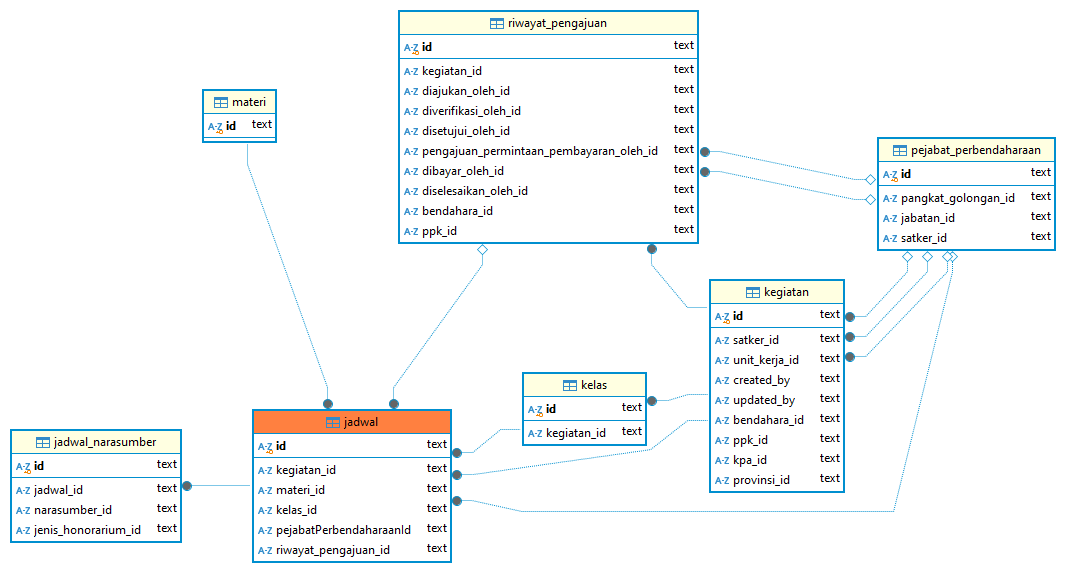 riwayat_pengajuan
id text
kegiatan_id text
diajukan_oleh_id text
diverifikasi_oleh_id text
disetujui_oleh_id text
pengajuan_permintaan_pembayaran_oleh_id text
dibayar_oleh_id text
diselesaikan_oleh_id text
bendahara_id text
ppk_id text
materi
id text
pejabat_perbendaharaan
id text
pangkat_golongan_id text
jabatan_id text
satker_id text
kegiatan
id text
satker_id text
unit_kerja_id text
created_by text
updated_by text
bendahara_id text
ppk_id text
kpa_id text
provinsi_id text
kelas
id text
kegiatan_id text
jadwal
id text
kegiatan_id text
materi_id text
kelas_id text
pejabatPerbendaharaanId text
riwayat_pengajuan_id text
jadwal_narasumber
id text
jadwal_id text
narasumber_id text
jenis_honorarium_id text